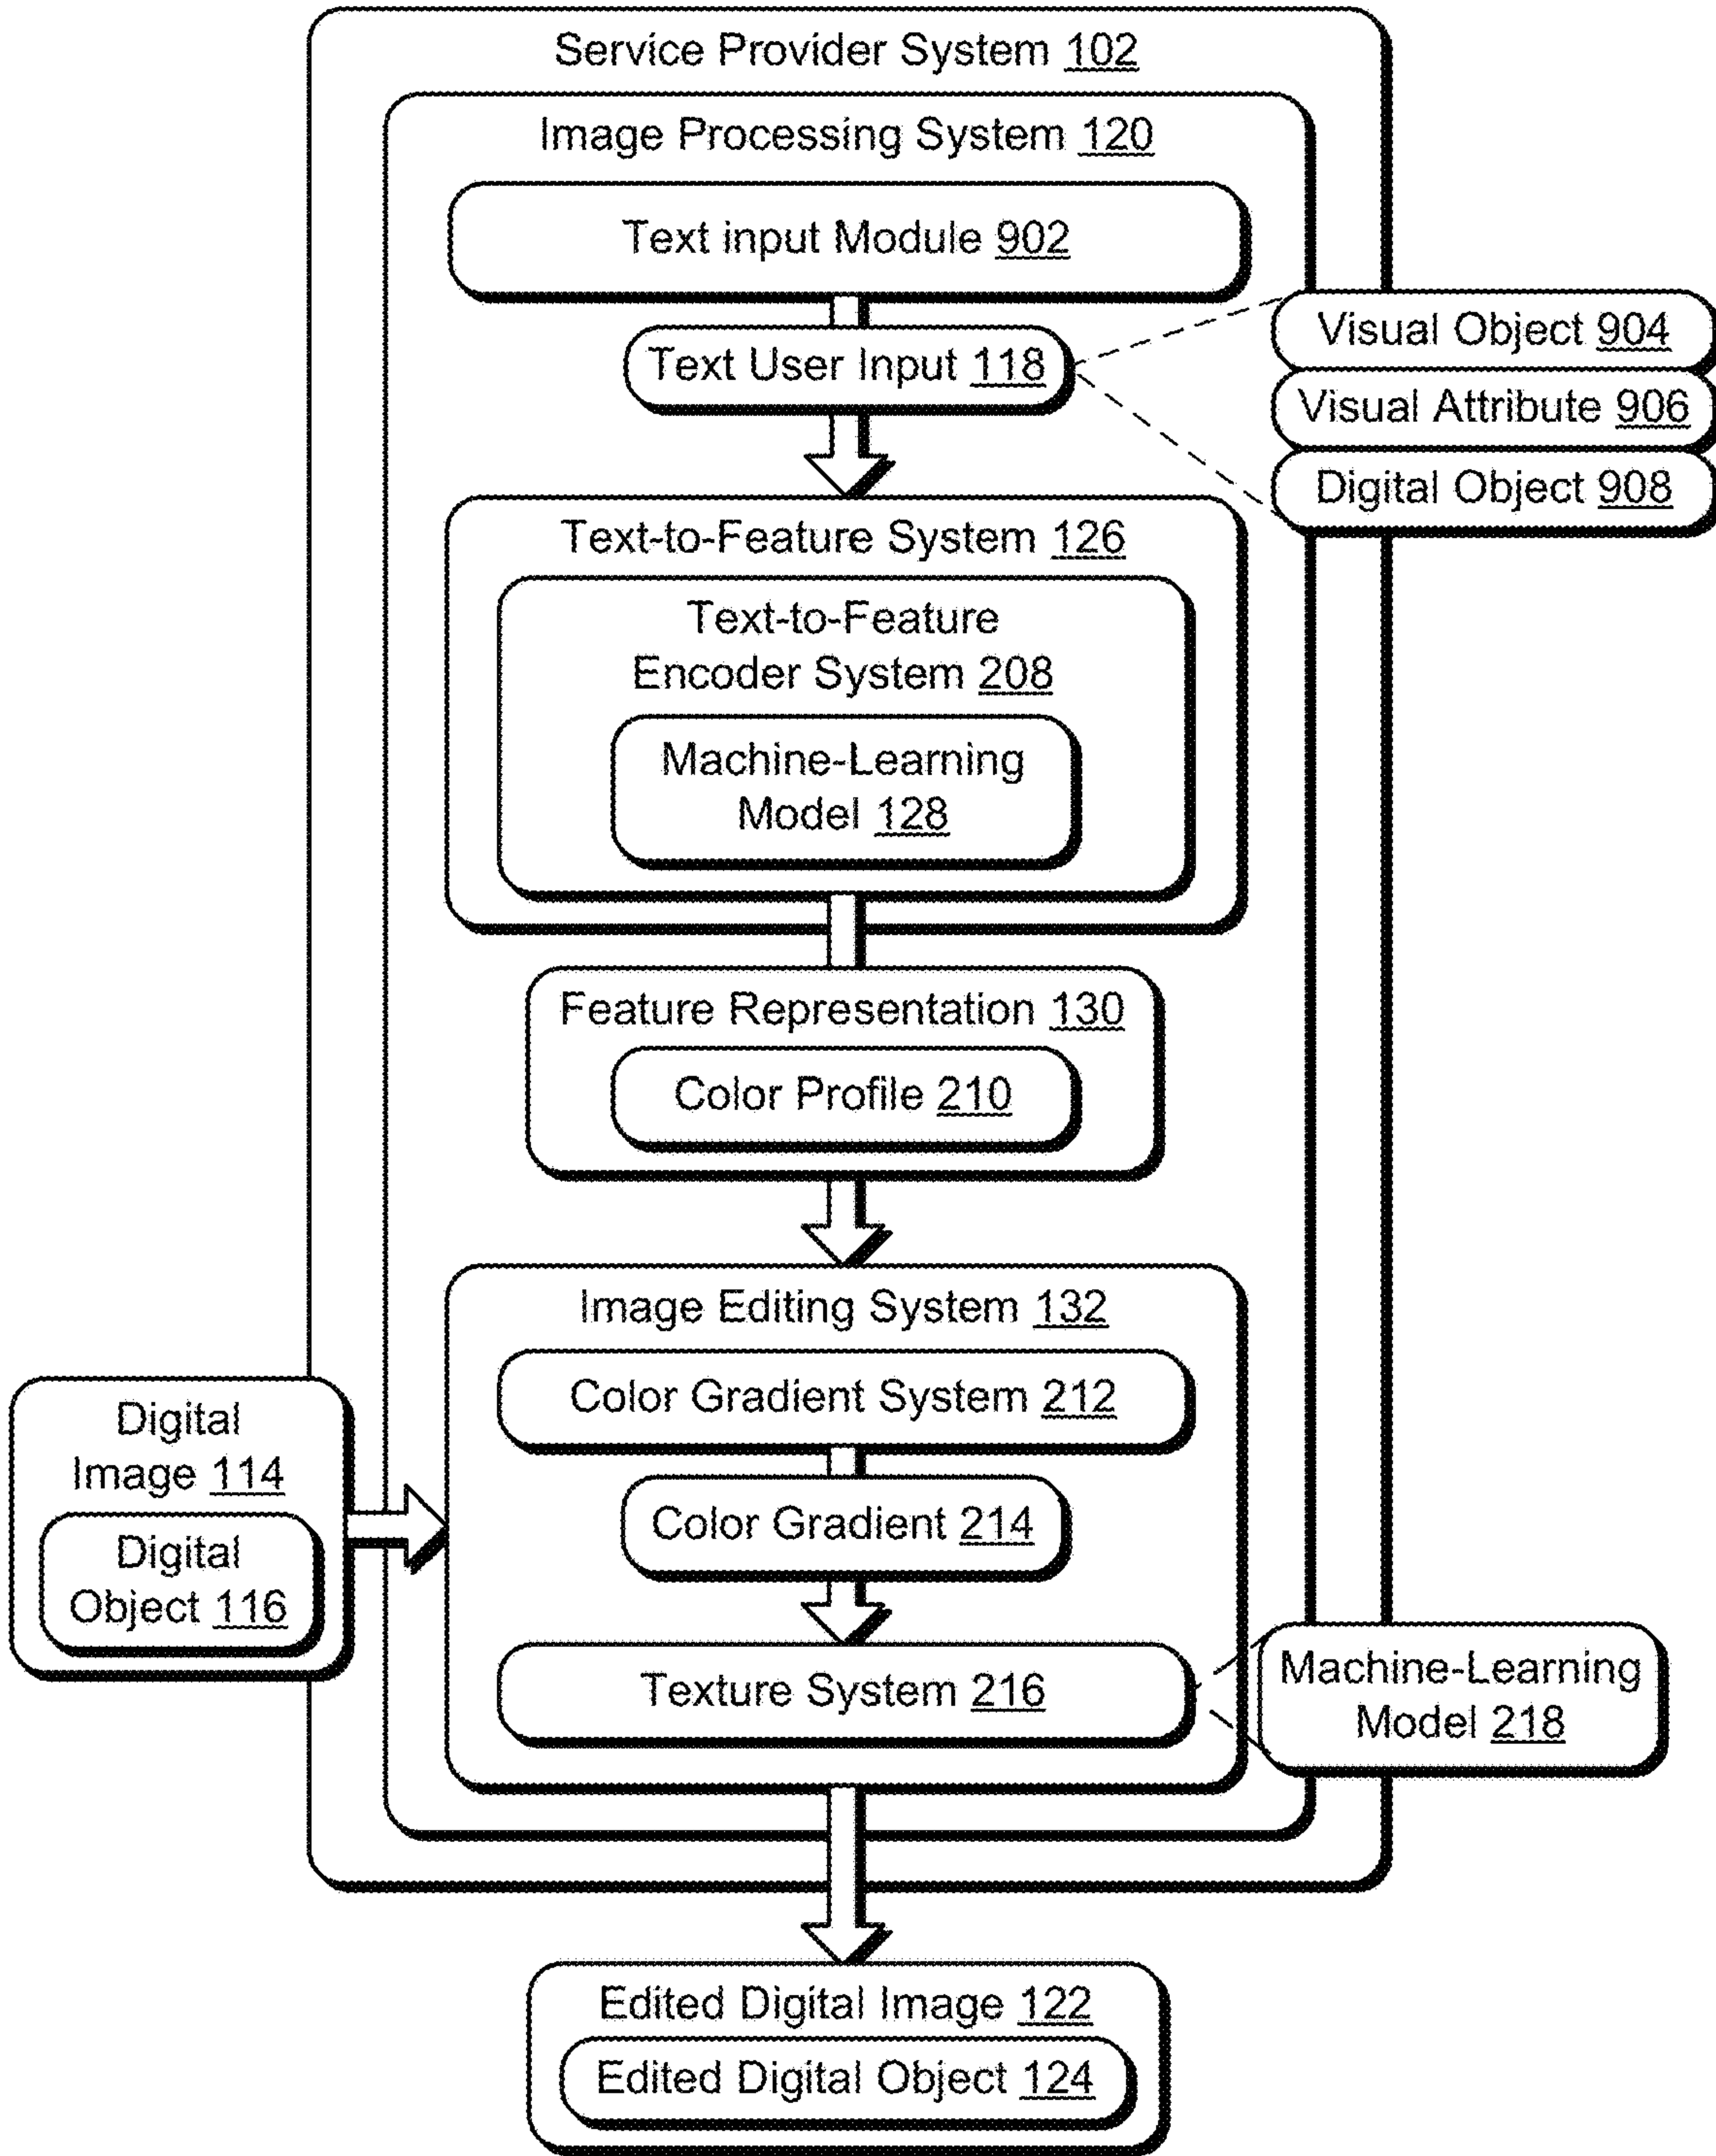 Service Provider System 102
Image Processing System 120
Text input Module 902
Text User Input 118
Visual Object 904
Visual Attribute 906
Digital Object 908
Text-to-Feature System 126
Text-to-Feature
Encoder System 208
Machine-Learning
Model 128
Feature Representation 130
Color Profile 210
Image Editing System 132
Color Gradient System 212
Color Gradient 214
Texture System 216
Digital
Image 114
Digital
Object 116
Machine-Learning
Model 218
Edited Digital Image 122
Edited Digital Object 124